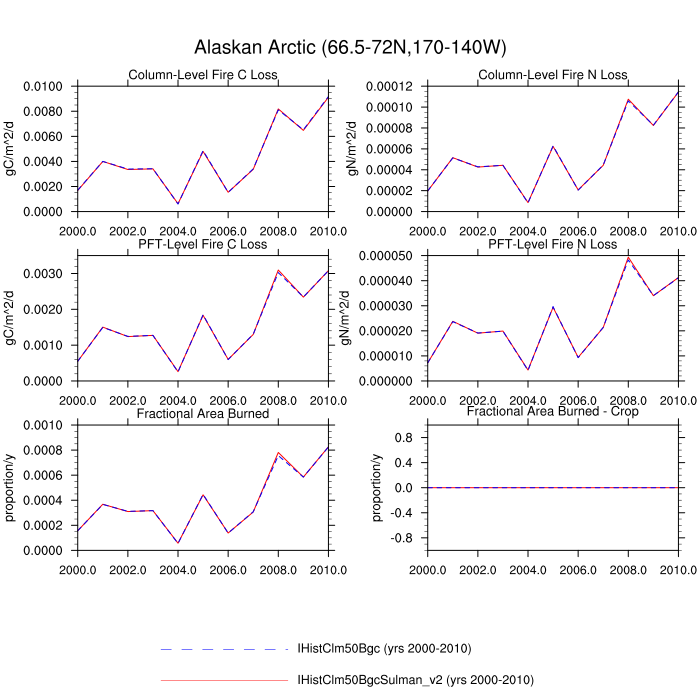 Alaskan Arctic (66.5-72N,170-140W)
Column-Level Fire C Loss
gC/m^2/d
0.0100
0.0080
0.0060
0.0040
0.0020
0.0000
2000.0 2002.0 2004.0 2006.0 2008.0 2010.0
Column-Level Fire N Loss
gN/m^2/d
0.00012
0.00010
0.00008
0.00006
0.00004
0.00002
0.00000
2000.0 2002.0 2004.0 2006.0 2008.0 2010.0
PFT-Level Fire C Loss
gC/m^2/d
0.0030
0.0020
0.0010
0.0000
2000.0 2002.0 2004.0 2006.0 2008.0 2010.0
PFT-Level Fire N Loss
gN/m^2/d
0.000050
0.000040
0.000030
0.000020
0.000010
0.000000
2000.0 2002.0 2004.0 2006.0 2008.0 2010.0
Fractional Area Burned
proportion/y
0.0010
0.0008
0.0006
0.0004
0.0002
0.0000
2000.0 2002.0 2004.0 2006.0 2008.0 2010.0
Fractional Area Burned - Crop
proportion/y
0.8
0.4
0.0
-0.4
-0.8
2000.0 2002.0 2004.0 2006.0 2008.0 2010.0
IHistClm50Bgc (yrs 2000-2010)
IHistClm50BgcSulman_v2 (yrs 2000-2010)